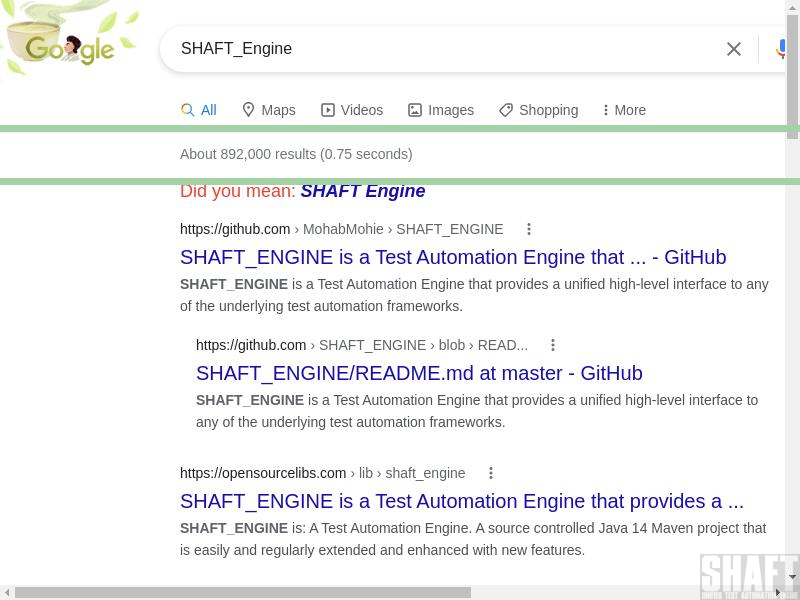 Google
SHAFT_Engine
All Maps Videos Images Shopping More
About 892,000 results (0.75 seconds)
Did you mean: SHAFT Engine
https://github.com › MohabMohie › SHAFT_ENGINE
SHAFT_ENGINE is a Test Automation Engine that ... - GitHub
SHAFT_ENGINE is a Test Automation Engine that provides a unified high-level interface to any
of the underlying test automation frameworks.
https://github.com › SHAFT_ENGINE › blob › READ...
SHAFT_ENGINE/README.md at master - GitHub
SHAFT_ENGINE is a Test Automation Engine that provides a unified high-level interface to
any of the underlying test automation frameworks.
https://opensourcelibs.com › lib › shaft_engine
SHAFT_ENGINE is a Test Automation Engine that provides a ...
SHAFT_ENGINE is: A Test Automation Engine. A source controlled Java 14 Maven project that
is easily and regularly extended and enhanced with new features.
SHAFT
UNIFIED TEST AUTOMATION ENGINE